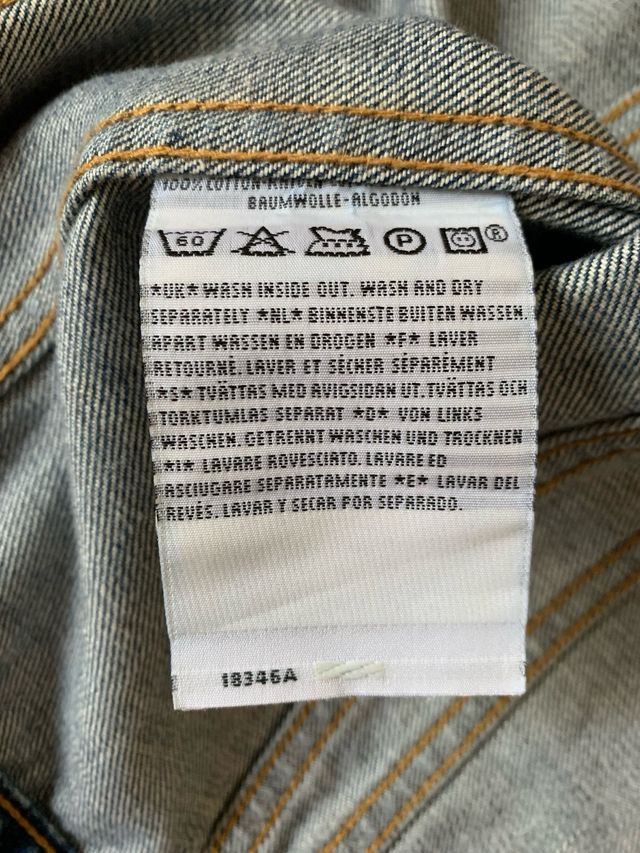 100% COTTON-KATOEN
BAUMWOLLE-ALGODON
60 P ®
*UK* WASH INSIDE OUT. WASH AND DRY
SEPARATELY *NL* BINNENSTE BUITEN WASSEN.
APART WASSEN EN DROGEN *F* LAVER
RETOURNÉ. LAVER ET SÉCHER SÉPARÉMENT
*S* TVÄTTAS MED AVIGSIDAN UT. TVÄTTAS OCH
TORKTUMLAS SEPARAT *D* VON LINKS
WASCHEN. GETRENNT WASCHEN UND TROCKNEN
*I* LAVARE ROVESCIATO. LAVARE ED
ASCIUGARE SEPARATAMENTE *E* LAVAR DEL
REVÉS. LAVAR Y SECAR POR SEPARADO.
18346A